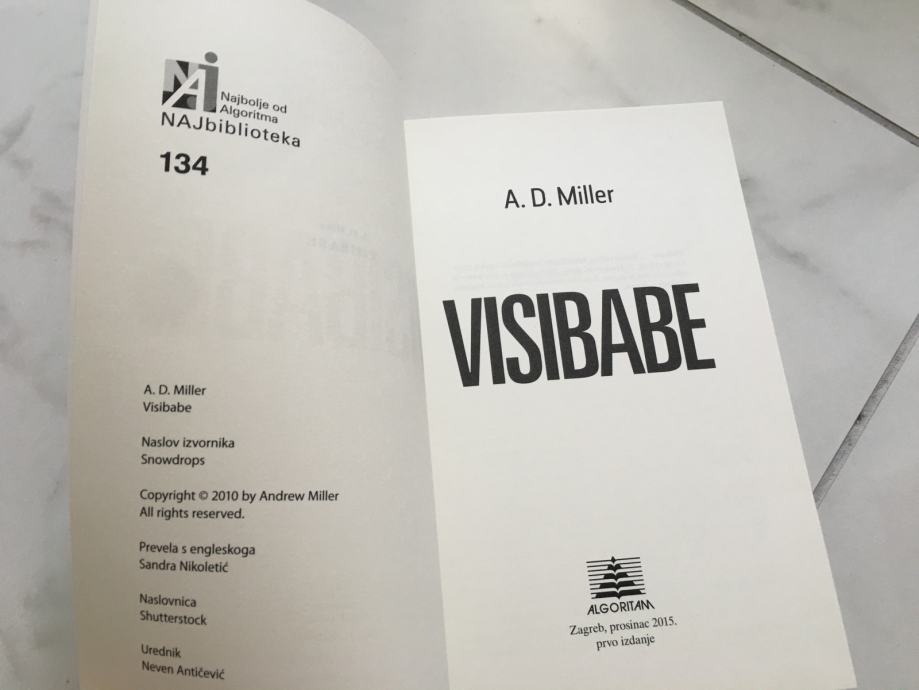 NAj
Najbolje od
Algoritma
NAJbiblioteka
134
A. D. Miller
Visibabe
Naslov izvornika
Snowdrops
Copyright © 2010 by Andrew Miller
All rights reserved.
Prevela s engleskoga
Sandra Nikoletić
Naslovnica
Shutterstock
Urednik
Neven Antičević
A. D. Miller
VISIBABE
ALGORITAM
Zagreb, prosinac 2015.
prvo izdanje